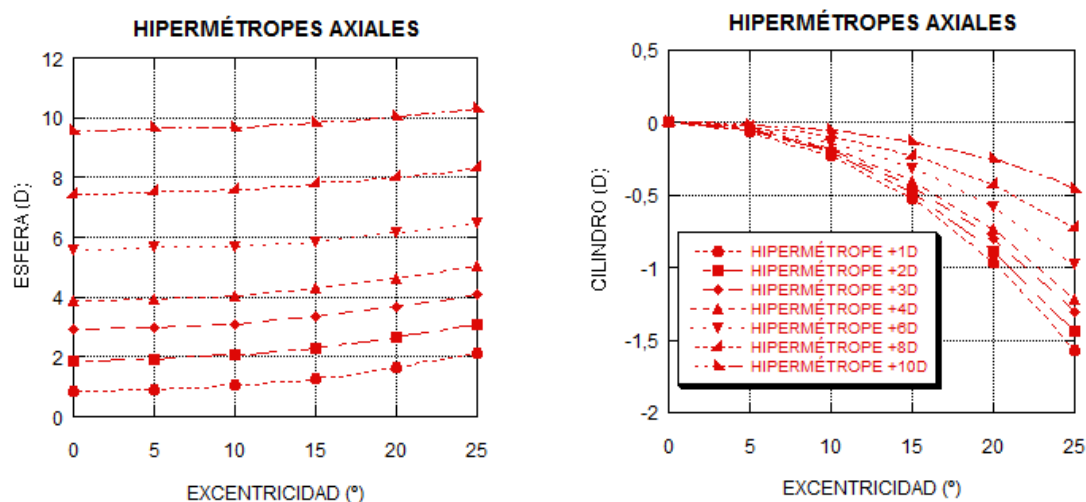 HIPERMÉTROPES AXIALES
ESFERA (D)
12
10
8
6
4
2
0
0 5 10 15 20 25
EXCENTRICIDAD (º)
HIPERMÉTROPES AXIALES
CILINDRO (D)
0,5
0
-0,5
-1
-1,5
-2
HIPERMÉTROPE +1D
HIPERMÉTROPE +2D
HIPERMÉTROPE +3D
HIPERMÉTROPE +4D
HIPERMÉTROPE +6D
HIPERMÉTROPE +8D
HIPERMÉTROPE +10D
0 5 10 15 20 25
EXCENTRICIDAD (º)